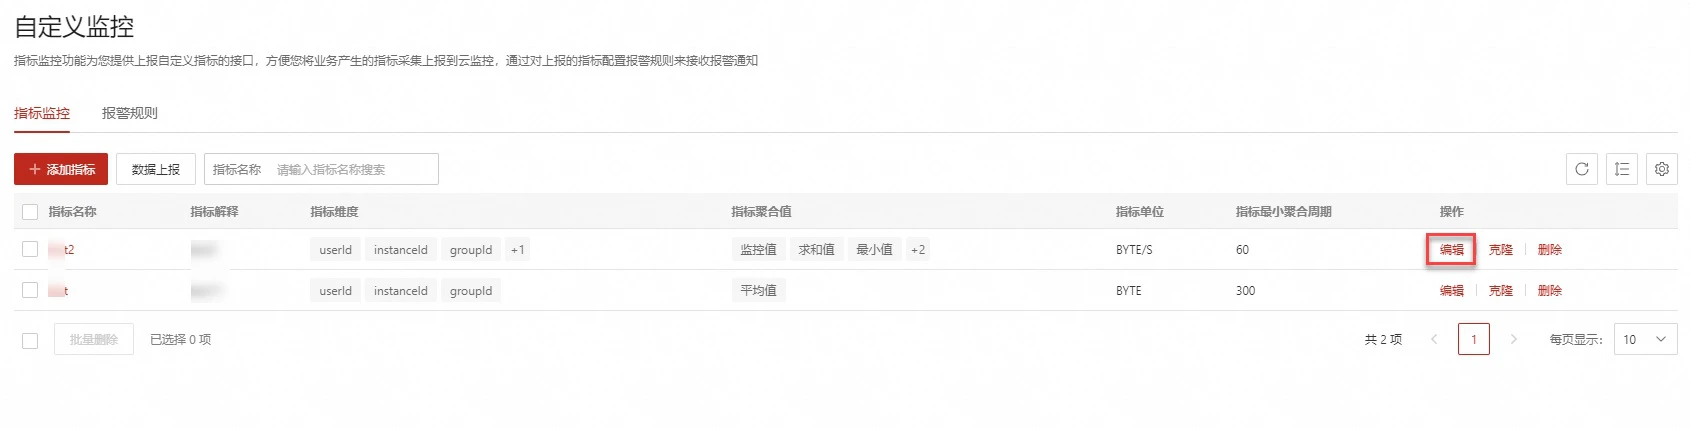 自定义监控
指标监控功能为您提供上报自定义指标的接口，方便您将业务产生的指标采集上报到云监控，通过对上报的指标配置报警规则来接收报警通知
指标监控 报警规则
添加指标 数据上报 指标名称 请输入指标名称搜索
指标名称 指标解释 指标维度 指标聚合值 指标单位 指标最小聚合周期 操作
t2 userId instanceId groupId +1 监控值 求和值 最小值 +2 BYTE/S 60 编辑 克隆 删除
t userId instanceId groupId 平均值 BYTE 300 编辑 克隆 删除
批量删除 已选择 0 项 共 2 项 1 每页显示： 10